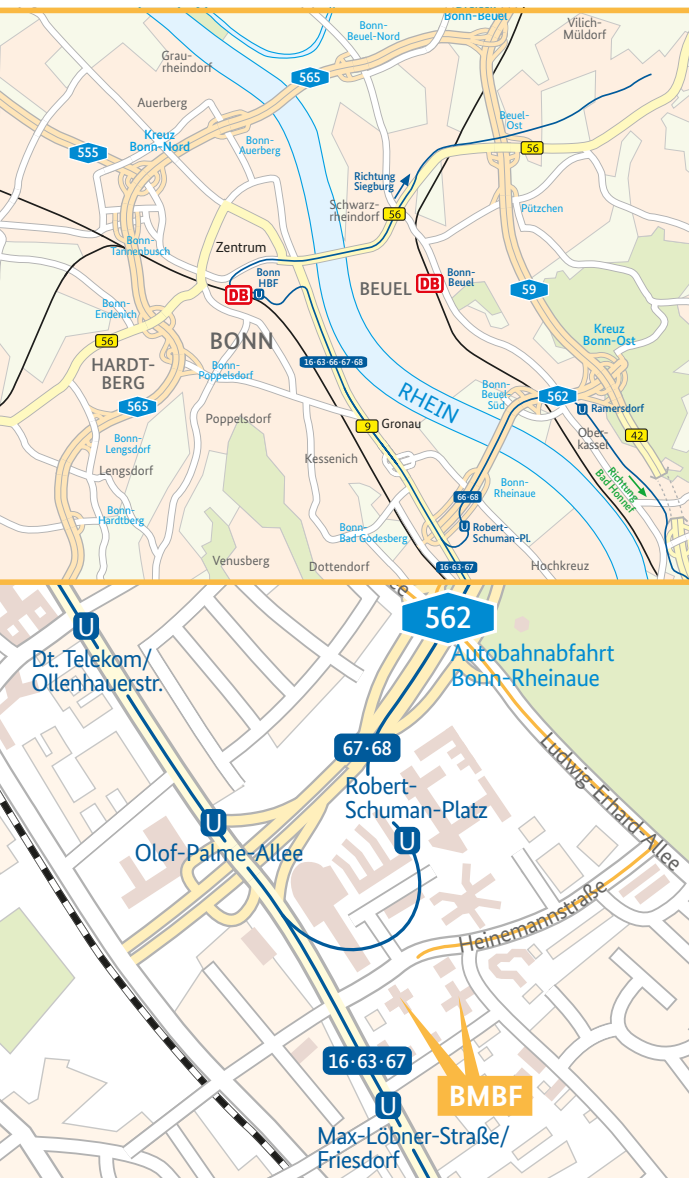 Bonn-Beuel
Vilich-
Müldorf
Bonn-
Beuel-Nord
Grau-
rheindorf
565
Auerberg
Beuel-
Ost
Kreuz
Bonn-Nord
555
Bonn-
Auerberg
56
Richtung
Siegburg
Schwarz-
rheindorf
56
Pützchen
Bonn-
Tannenbusch
Zentrum
Bonn
HBF
DB
U
BEUEL
DB
Bonn-
Beuel
59
Bonn-
Endenich
56
BONN
Kreuz
Bonn-Ost
HARDT-
BERG
16·63·66·67·68
Bonn-
Poppelsdorf
565
RHEIN
Bonn-
Beuel-
Süd
562
U
Ramersdorf
Poppelsdorf
9
Gronau
Ober-
kassel
42
Bonn-
Lengsdorf
Lengsdorf
Kessenich
Richtung
Bad Honnef
Bonn-
Rheinaue
66·68
Bonn-
Hardtberg
Bonn-
Bad Godesberg
U
Robert-
Schuman-PL
Venusberg
Dottendorf
16·63·67
Hochkreuz
ee
562
U
Autobahnabfahrt
Bonn-Rheinaue
Dt. Telekom/
Ollenhauerstr.
67·68
Ludwig-Erhard-Allee
Robert-
Schuman-Platz
U
U
Olof-Palme-Allee
Heinemannstraße
16·63·67
BMBF
U
Max-Löbner-Straße/
Friesdorf